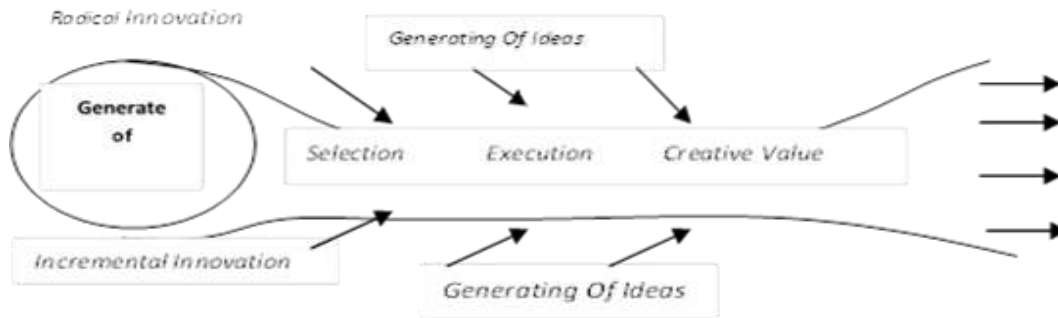 Radical Innovation
Generating Of Ideas
Generate
of
Selection Execution Creative Value
Incremental Innovation
Generating Of Ideas